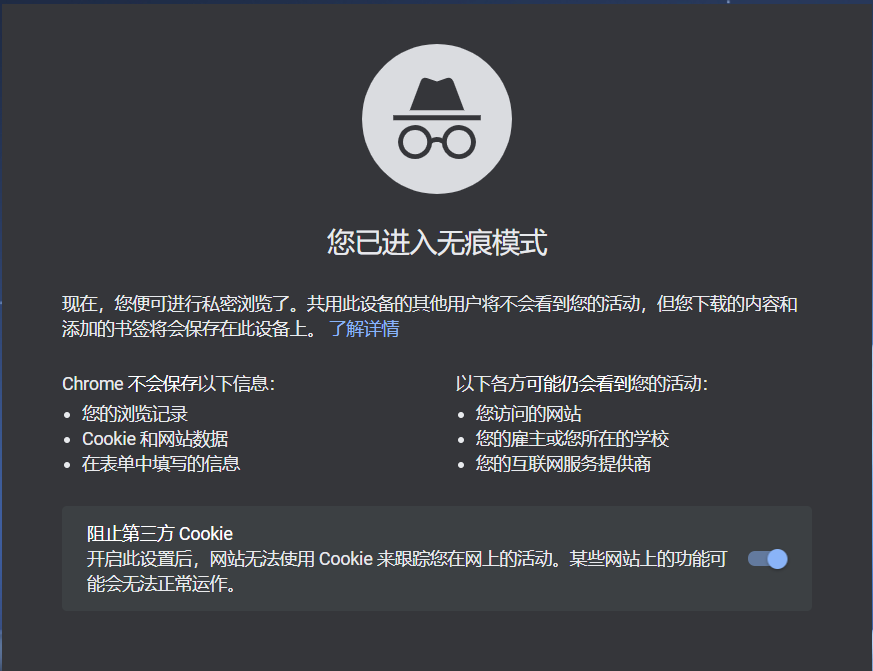 您已进入无痕模式
现在，您便可进行私密浏览了。共用此设备的其他用户将不会看到您的活动，但您下载的内容和
添加的书签将会保存在此设备上。 了解详情
Chrome 不会保存以下信息：
• 您的浏览记录
• Cookie 和网站数据
• 在表单中填写的信息
以下各方可能仍会看到您的活动：
• 您访问的网站
• 您的雇主或您所在的学校
• 您的互联网服务提供商
阻止第三方 Cookie
开启此设置后，网站无法使用 Cookie 来跟踪您在网上的活动。某些网站上的功能可
能会无法正常运作。